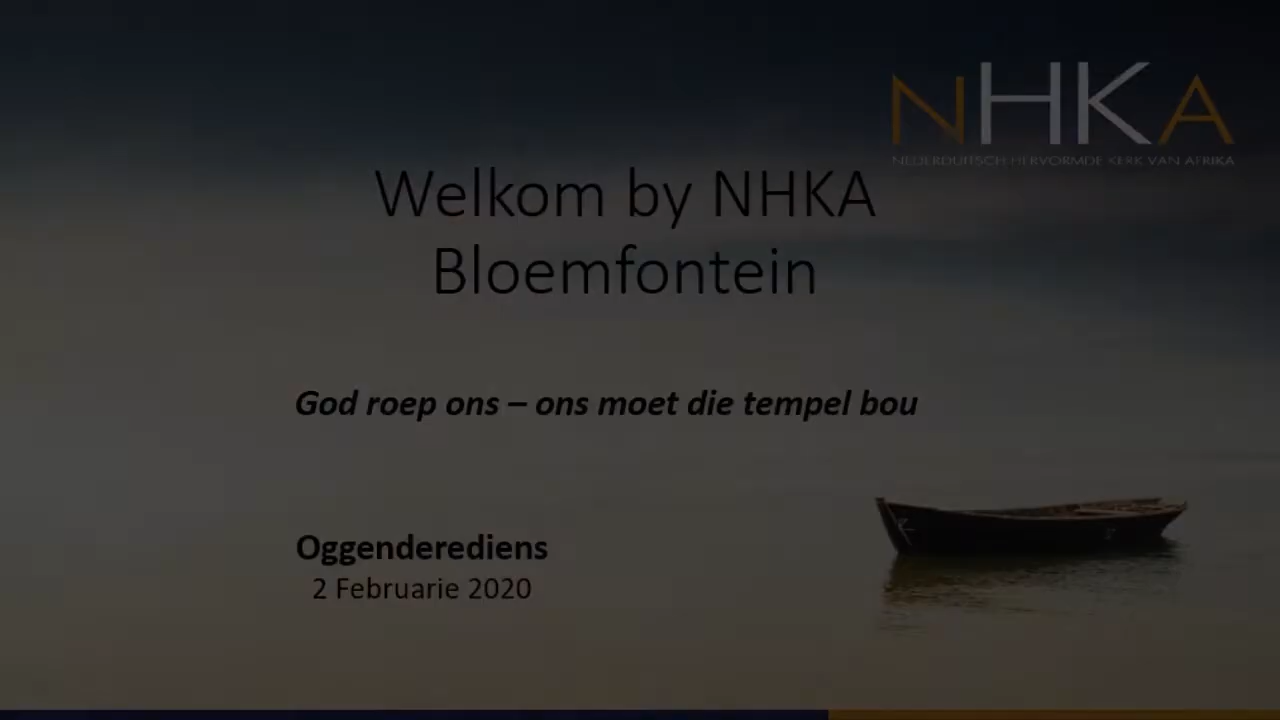 NHKA
NEDERDUITSCH HERVORMDE KERK VAN AFRIKA
Welkom by NHKA
Bloemfontein
God roep ons – ons moet die tempel bou
Oggenderediens
2 Februarie 2020